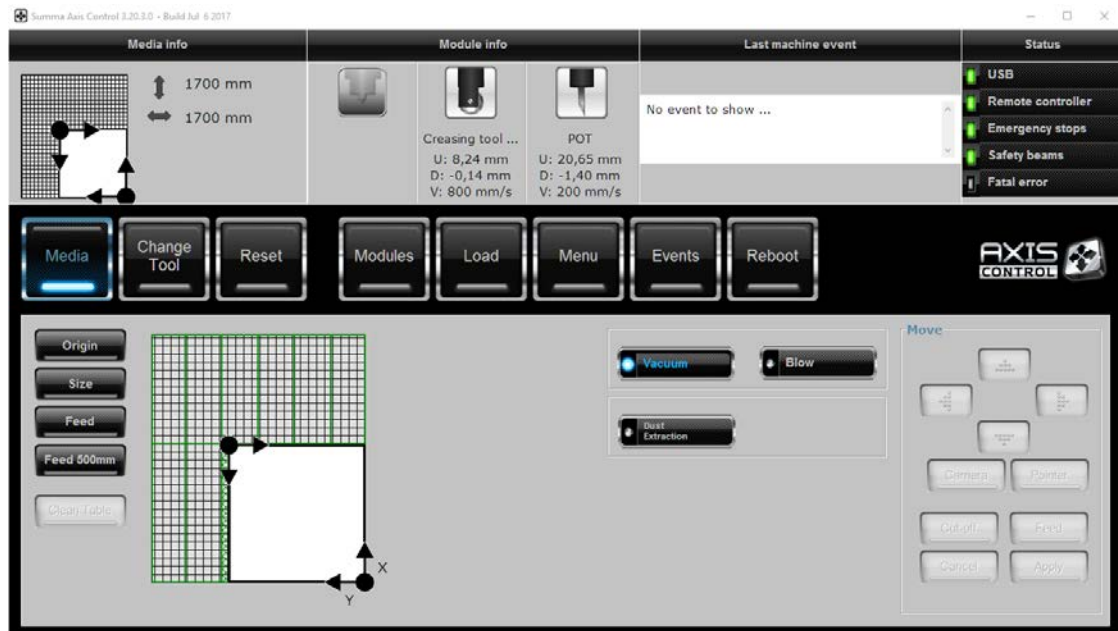 Summa Axis Control 3.20.3.0 - Build Jul 6 2017
Media info
Module info
Last machine event
Status
1700 mm
1700 mm
Creasing tool ...
U: 8,24 mm
D: -0,14 mm
V: 800 mm/s
POT
U: 20,65 mm
D: -1,40 mm
V: 200 mm/s
No event to show ...
USB
Remote controller
Emergency stops
Safety beams
Fatal error
Media
Change
Tool
Reset
Modules
Load
Menu
Events
Reboot
AXIS
CONTROL
Origin
Size
Feed
Feed 500mm
Clean Table
X
Y
Vacuum
Blow
Dust
Extraction
Move
Camera
Pointer
Cut-off
Feed
Cancel
Apply